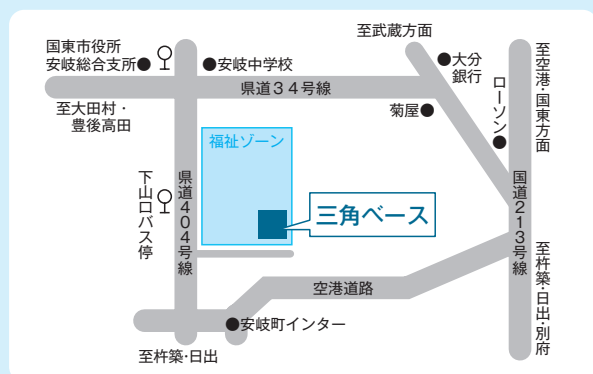 至武蔵方面
国東市役所
安岐総合支所●
●安岐中学校
●大分
銀行
至空港・国東方面
県道34号線
ローソン●
至大田村・
豊後高田
菊屋●
福祉ゾーン
下山口バス停
県道404号線
三角ベース
国道213号線
空港道路
至杵築・日出・別府
●安岐町インター
至杵築・日出